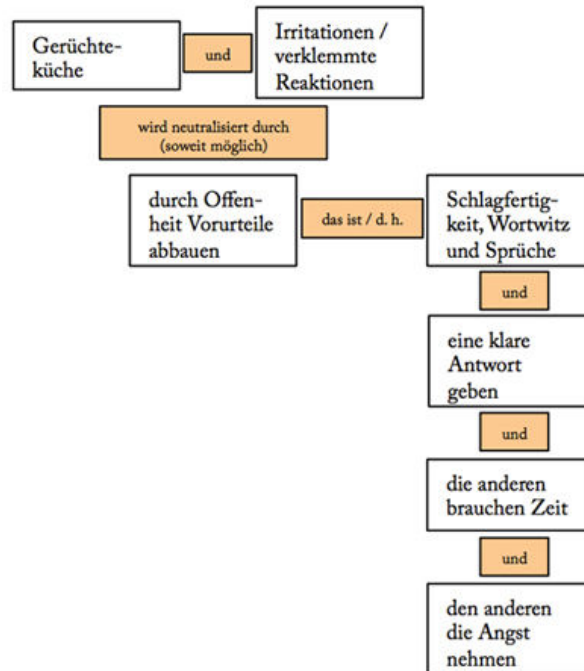 Gerüchte-
küche
und
Irritationen /
verklemmte
Reaktionen
wird neutralisiert durch
(soweit möglich)
durch Offen-
heit Vorurteile
abbauen
das ist / d. h.
Schlagfertig-
keit, Wortwitz
und Sprüche
und
eine klare
Antwort
geben
und
die anderen
brauchen Zeit
und
den anderen
die Angst
nehmen